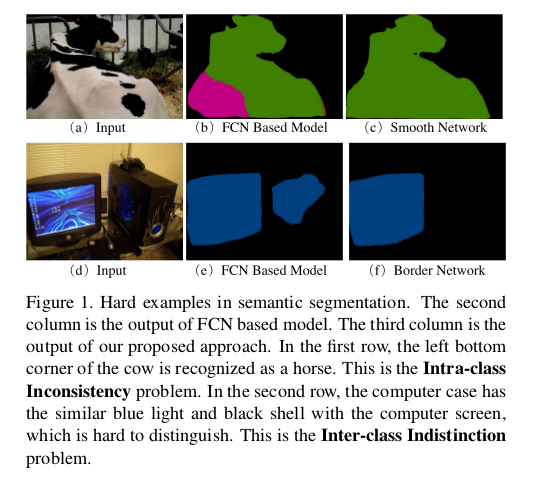 (a) Input
(b) FCN Based Model
(c) Smooth Network
(d) Input
(e) FCN Based Model
(f) Border Network
Figure 1. Hard examples in semantic segmentation. The second
column is the output of FCN based model. The third column is the
output of our proposed approach. In the first row, the left bottom
corner of the cow is recognized as a horse. This is the Intra-class
Inconsistency problem. In the second row, the computer case has
the similar blue light and black shell with the computer screen,
which is hard to distinguish. This is the Inter-class Indistinction
problem.